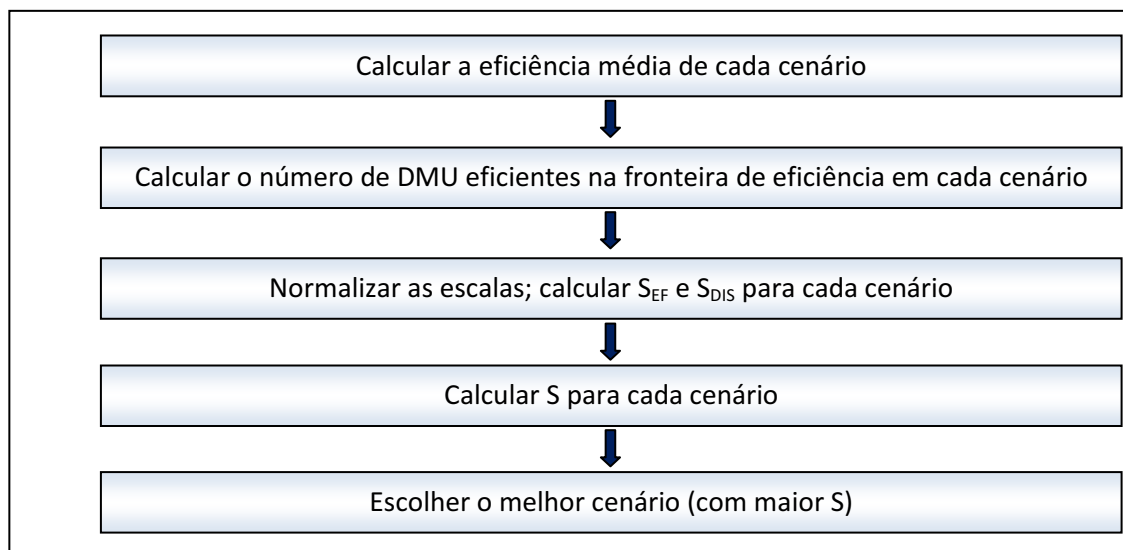 Calcular a eficiência média de cada cenário
Calcular o número de DMU eficientes na fronteira de eficiência em cada cenário
Normalizar as escalas; calcular S_EF e S_DIS para cada cenário
Calcular S para cada cenário
Escolher o melhor cenário (com maior S)